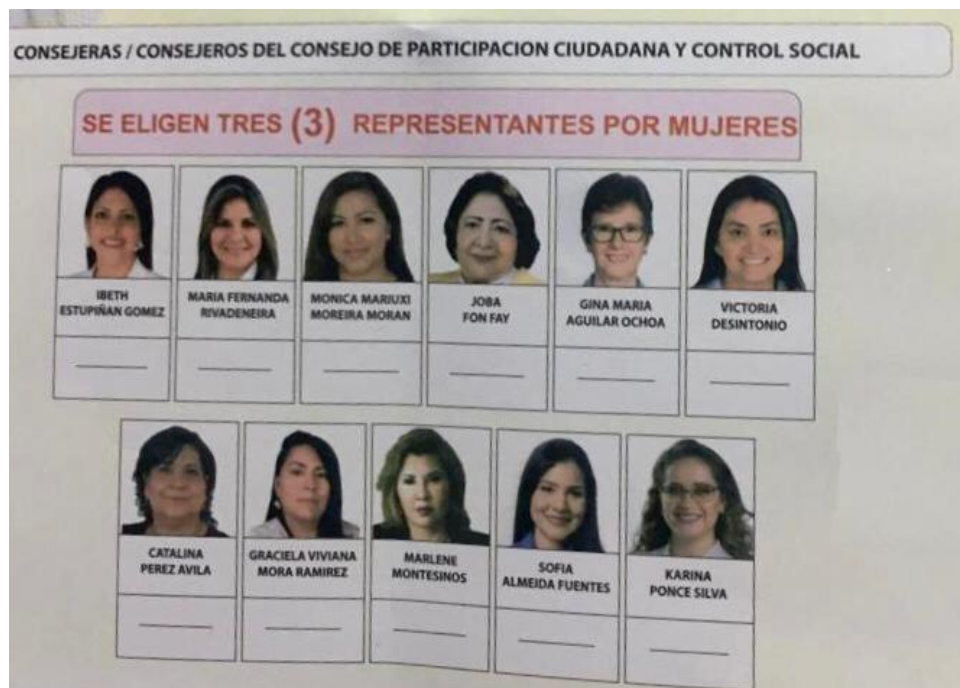 CONSEJERAS / CONSEJEROS DEL CONSEJO DE PARTICIPACION CIUDADANA Y CONTROL SOCIAL
SE ELIGEN TRES (3) REPRESENTANTES POR MUJERES
IBETH
ESTUPIÑAN GOMEZ
MARIA FERNANDA
RIVADENEIRA
MONICA MARIUXI
MOREIRA MORAN
JOBA
FON FAY
GINA MARIA
AGUILAR OCHOA
VICTORIA
DESINTONIO
CATALINA
PEREZ AVILA
GRACIELA VIVIANA
MORA RAMIREZ
MARLENE
MONTESINOS
SOFIA
ALMEIDA FUENTES
KARINA
PONCE SILVA